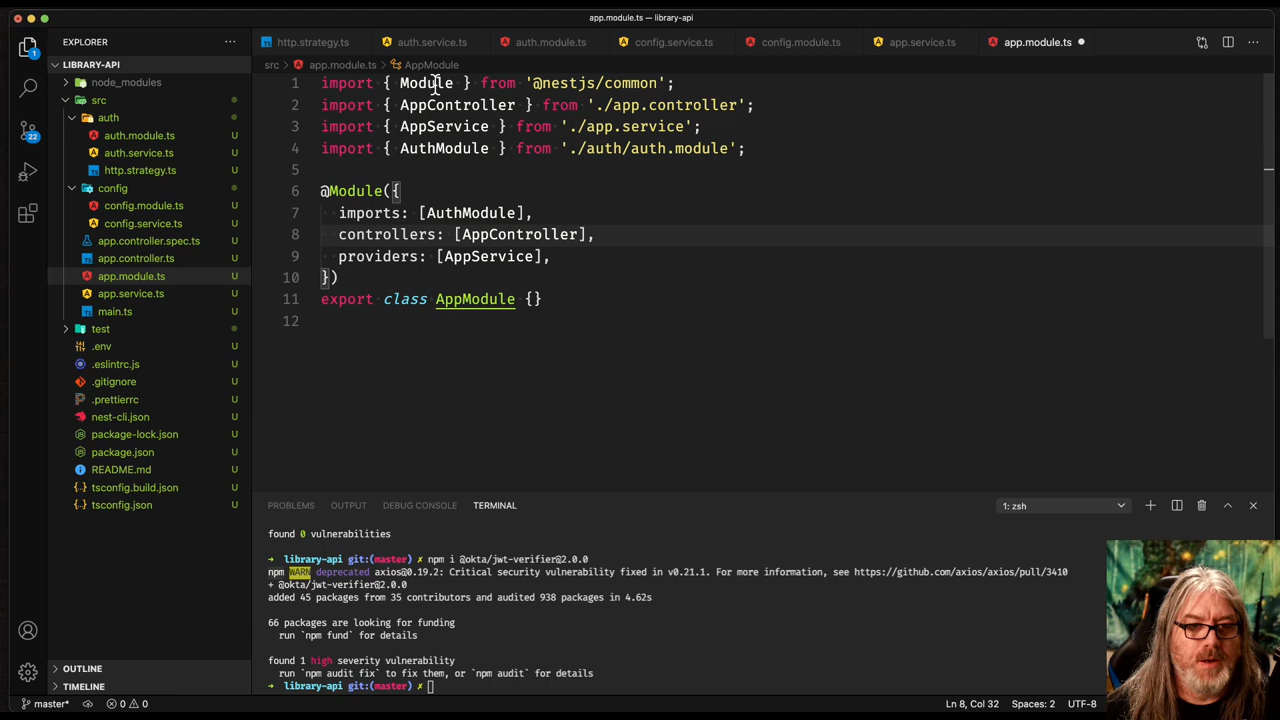 app.module.ts — library-api
EXPLORER
LIBRARY-API
node_modules
src
auth
auth.module.ts U
auth.service.ts U
http.strategy.ts U
config
config.module.ts U
config.service.ts U
app.controller.spec.ts U
app.controller.ts U
app.module.ts U
app.service.ts U
main.ts U
test
.env U
.eslintrc.js U
.gitignore U
.prettierrc U
nest-cli.json U
package-lock.json U
package.json U
README.md U
tsconfig.build.json U
tsconfig.json U
OUTLINE
TIMELINE
1
22
http.strategy.ts auth.service.ts auth.module.ts config.service.ts config.module.ts app.service.ts app.module.ts
src › app.module.ts › AppModule
1 import { Module } from '@nestjs/common';
2 import { AppController } from './app.controller';
3 import { AppService } from './app.service';
4 import { AuthModule } from './auth/auth.module';
5
6 @Module({
7 imports: [AuthModule],
8 controllers: [AppController],
9 providers: [AppService],
10 })
11 export class AppModule {}
12
PROBLEMS OUTPUT DEBUG CONSOLE TERMINAL 1: zsh
found 0 vulnerabilities
→ library-api git:(master) ✗ npm i @okta/jwt-verifier@2.0.0
npm WARN deprecated axios@0.19.2: Critical security vulnerability fixed in v0.21.1. For more information, see https://github.com/axios/axios/pull/3410
+ @okta/jwt-verifier@2.0.0
added 45 packages from 35 contributors and audited 938 packages in 4.62s
66 packages are looking for funding
run `npm fund` for details
found 1 high severity vulnerability
run `npm audit fix` to fix them, or `npm audit` for details
→ library-api git:(master) ✗
master* 0 0 Ln 8, Col 32 Spaces: 2 UTF-8